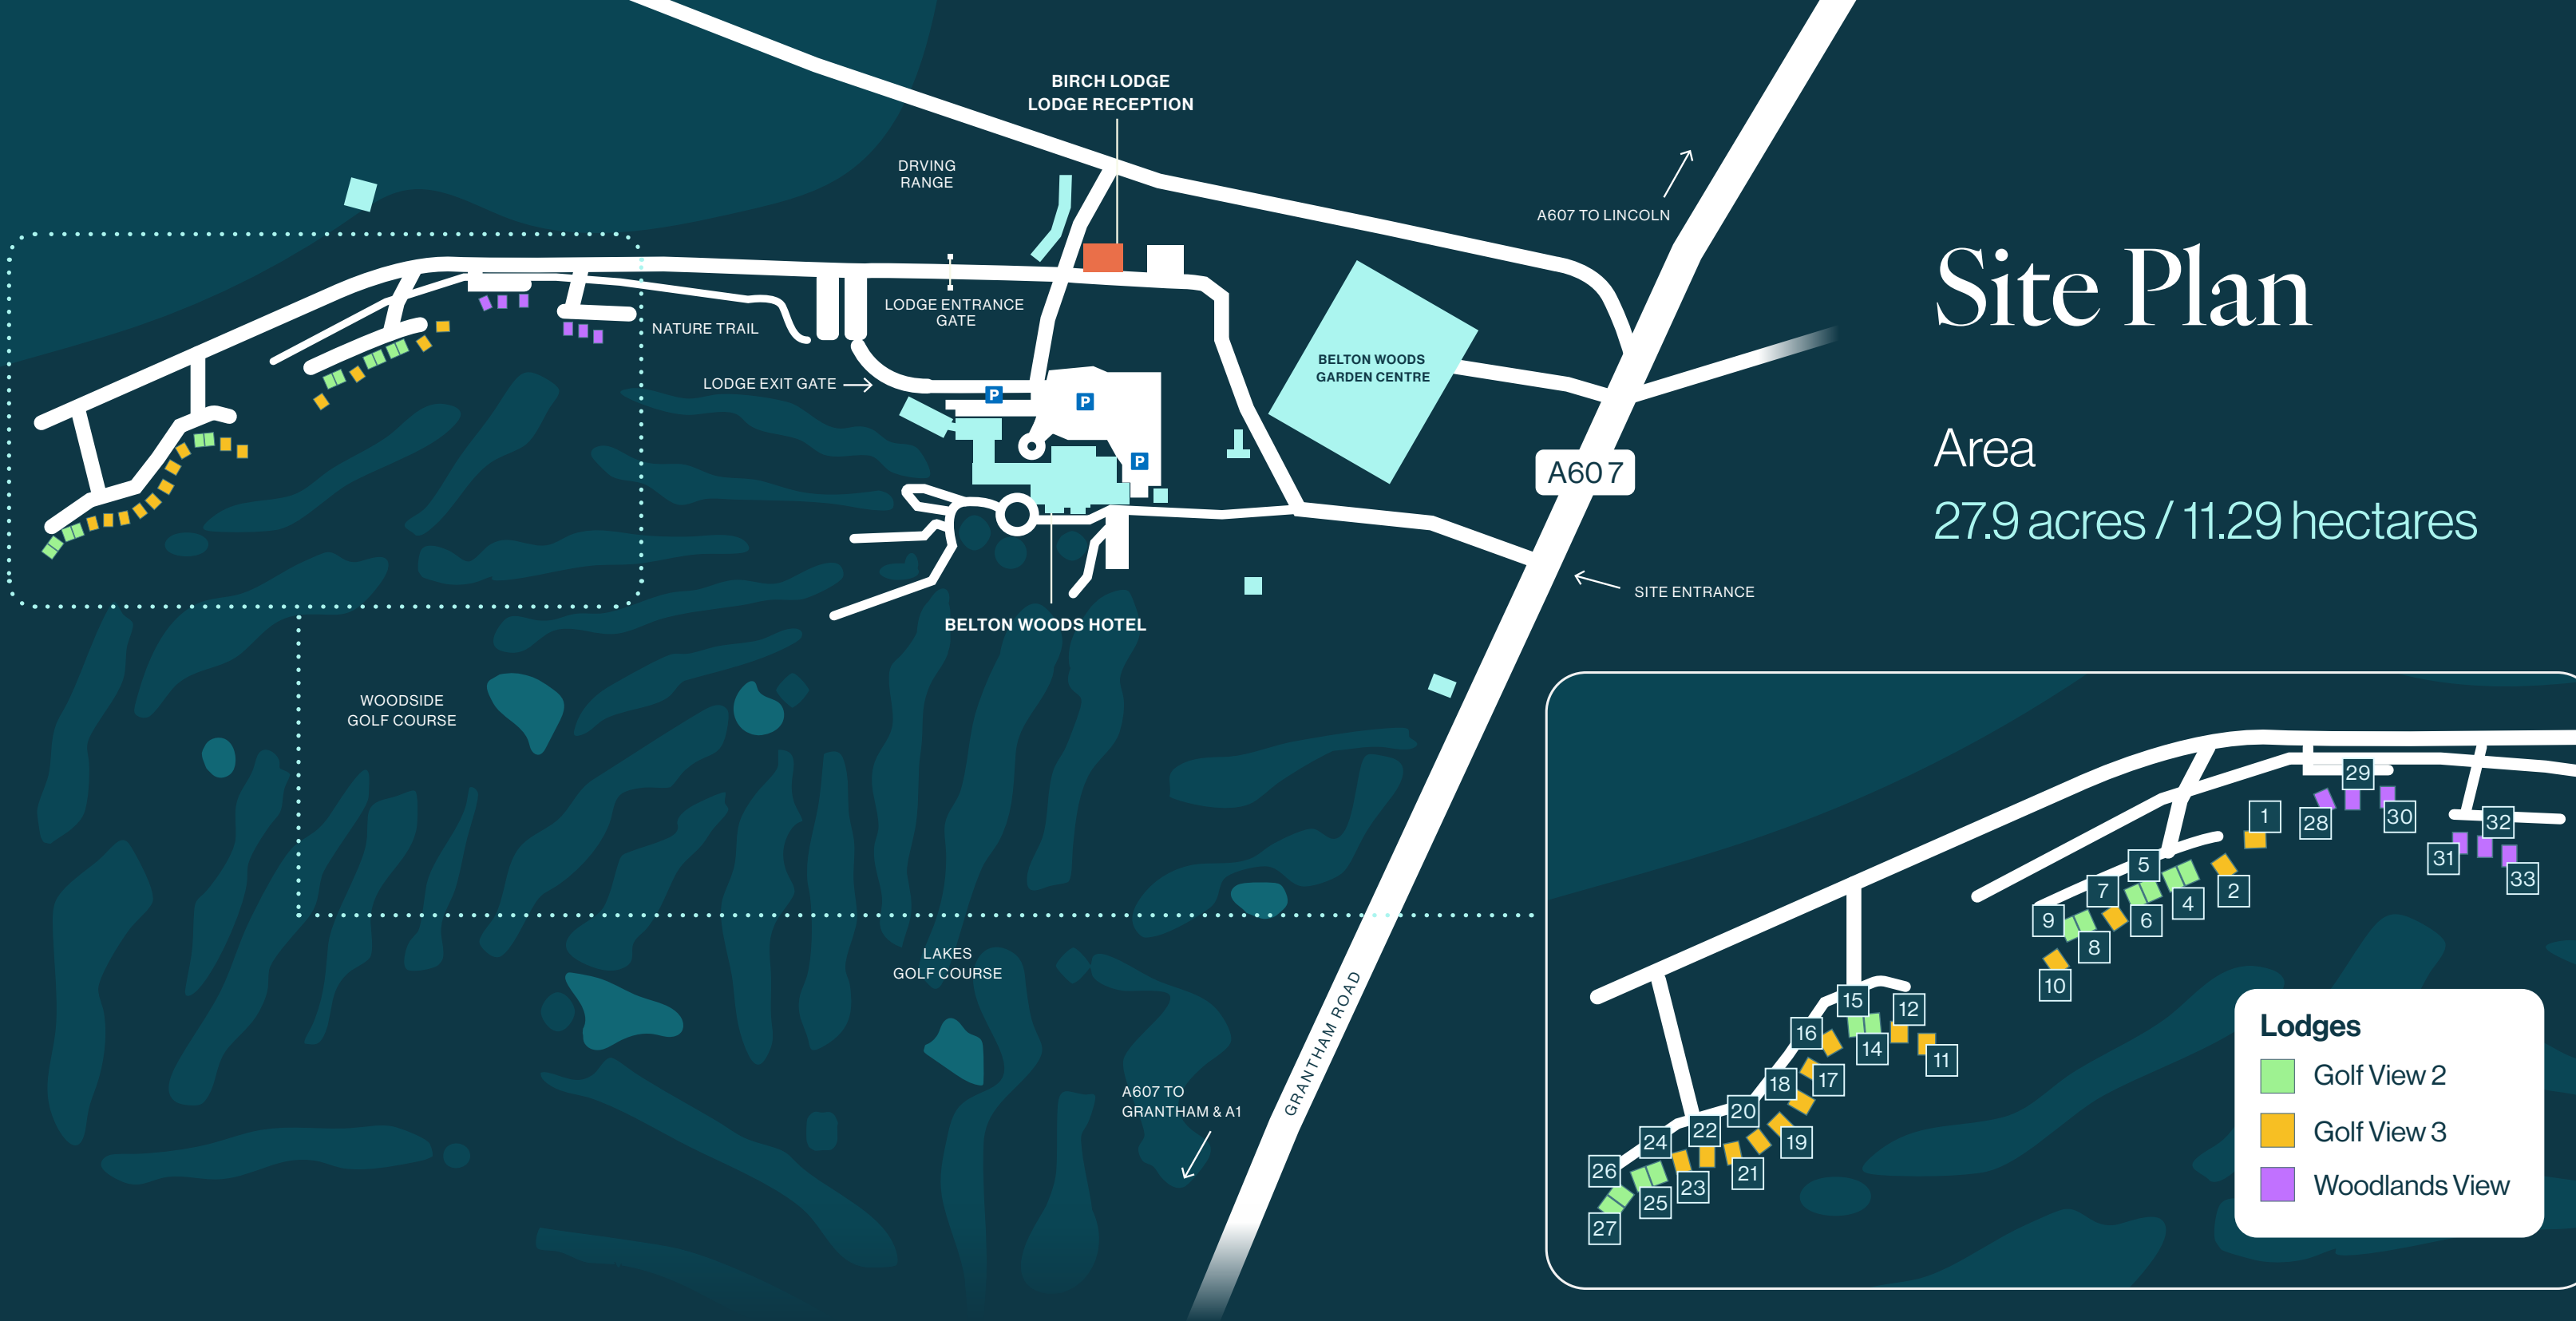 BIRCH LODGE
LODGE RECEPTION
DRVING
RANGE
A607 TO LINCOLN
LODGE ENTRANCE
GATE
NATURE TRAIL
LODGE EXIT GATE
P
P
P
BELTON WOODS
GARDEN CENTRE
A607
SITE ENTRANCE
BELTON WOODS HOTEL
WOODSIDE
GOLF COURSE
LAKES
GOLF COURSE
A607 TO
GRANTHAM & A1
GRANTHAM ROAD
Site Plan
Area
27.9 acres / 11.29 hectares
29
1
28
30
32
31
33
5
7
2
4
9
6
8
10
15
12
16
14
11
18
17
20
22
24
19
26
21
23
25
27
Lodges
Golf View 2
Golf View 3
Woodlands View